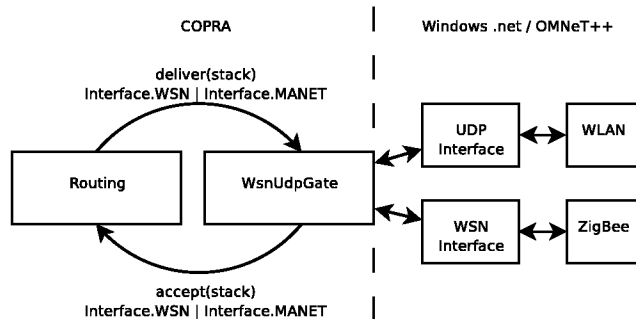 COPRA
Windows .net / OMNeT++
deliver(stack)
Interface.WSN | Interface.MANET
Routing
WsnUdpGate
UDP
Interface
WLAN
WSN
Interface
ZigBee
accept(stack)
Interface.WSN | Interface.MANET